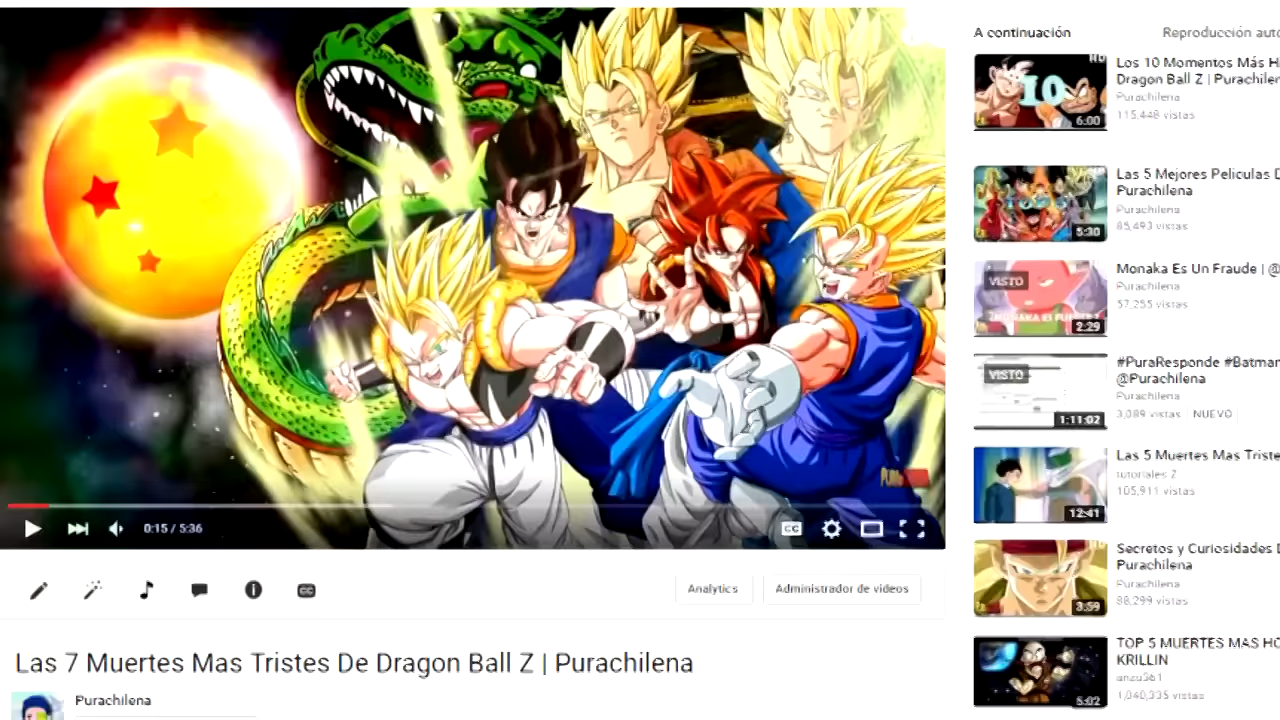 0:15 / 5:36
Analytics
Administrador de videos
Las 7 Muertes Mas Tristes De Dragon Ball Z | Purachilena
Purachilena
A continuación
Reproducción
10
6:00
Los 10 Momentos Más
Dragon Ball Z |
Purachilena
115,448 vistas
5:30
Las 5 Mejores Peliculas
Purachilena
Purachilena
85,493 vistas
VISTO
2:29
Monaka Es Un Fraude | @
Purachilena
57,255 vistas
VISTO
1:11:02
#PuraResponde #Batman
@Purachilena
Purachilena
3,089 vistas NUEVO
12:41
Las 5 Muertes Mas
tutoriales Z
105,911 vistas
3:59
Secretos y Curiosidades
Purachilena
Purachilena
88,299 vistas
5:02
TOP 5 MUERTES MAS
KRILLIN
anzu361
1,040,335 vistas